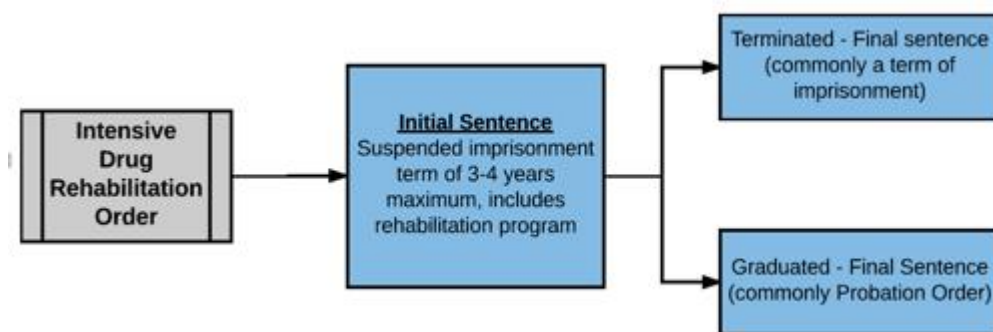 Intensive
Drug
Rehabilitation
Order
Initial Sentence
Suspended imprisonment
term of 3-4 years
maximum, includes
rehabilitation program
Terminated - Final sentence
(commonly a term of
imprisonment)
Graduated - Final Sentence
(commonly Probation Order)